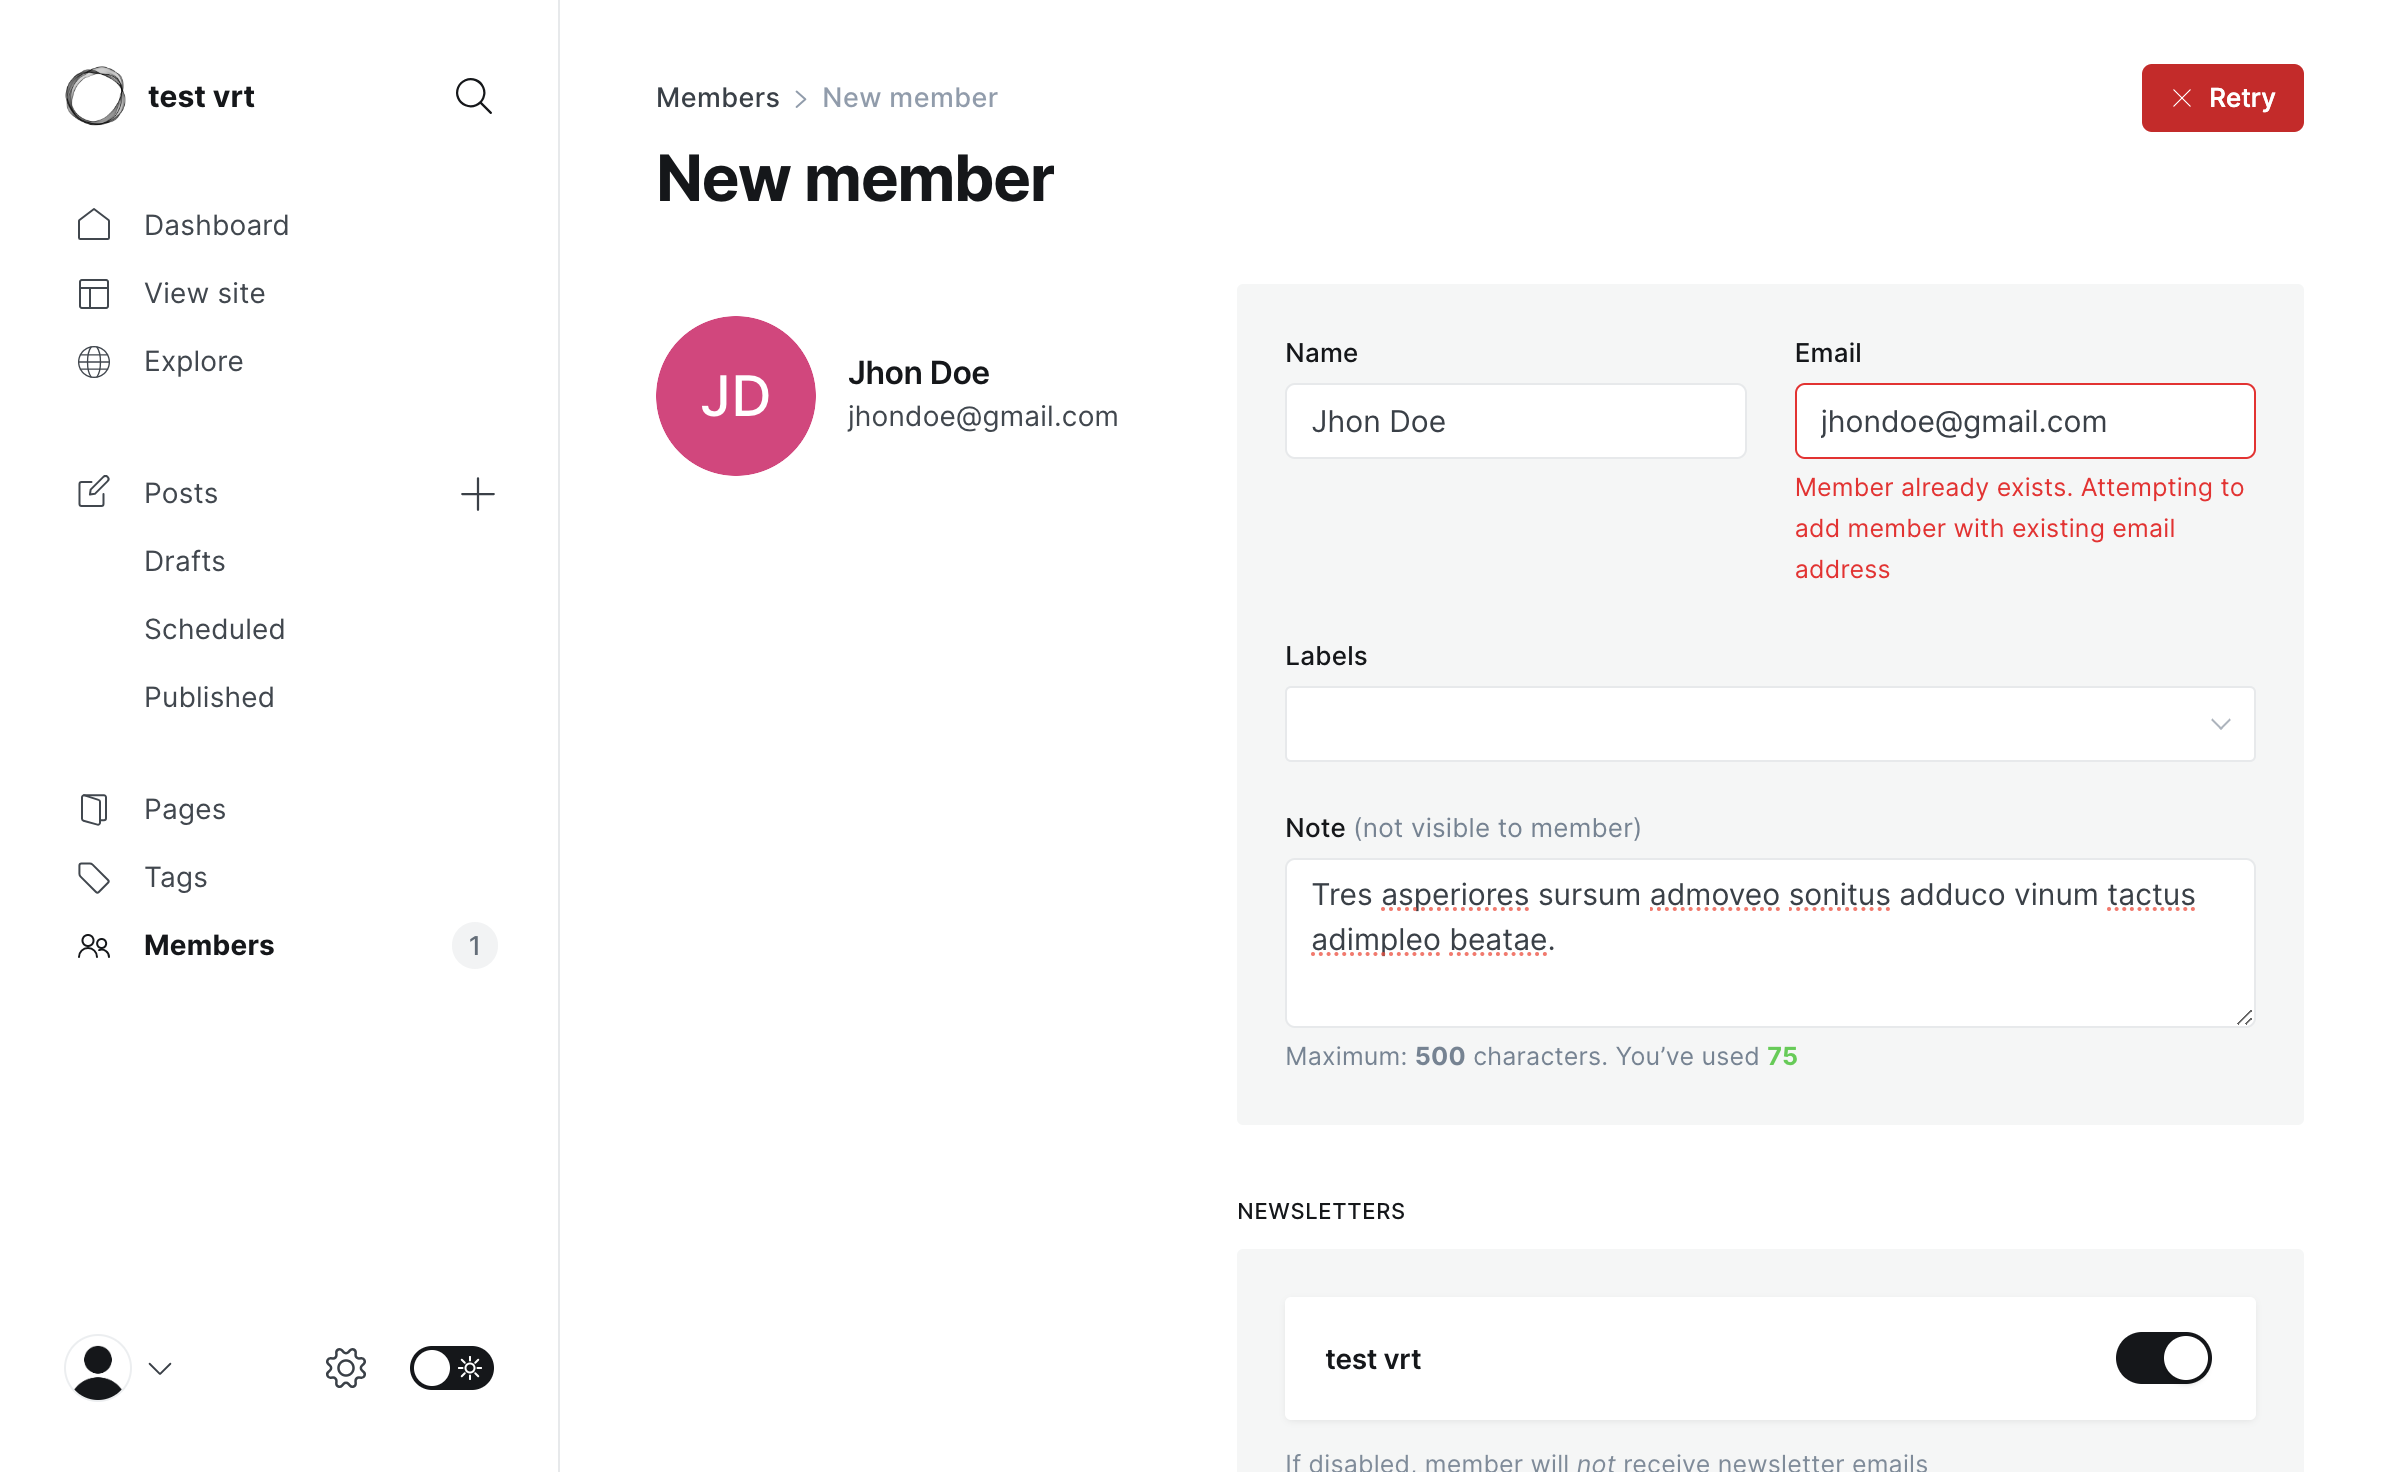 test vrt
Dashboard
View site
Explore
Posts
Drafts
Scheduled
Published
Pages
Tags
Members 1
Members > New member
Retry
New member
JD
Jhon Doe
jhondoe@gmail.com
Name
Jhon Doe
Email
jhondoe@gmail.com
Member already exists. Attempting to
add member with existing email
address
Labels
Note (not visible to member)
Tres asperiores sursum admoveo sonitus adduco vinum tactus
adimpleo beatae.
Maximum: 500 characters. You’ve used 75
NEWSLETTERS
test vrt
If disabled, member will not receive newsletter emails